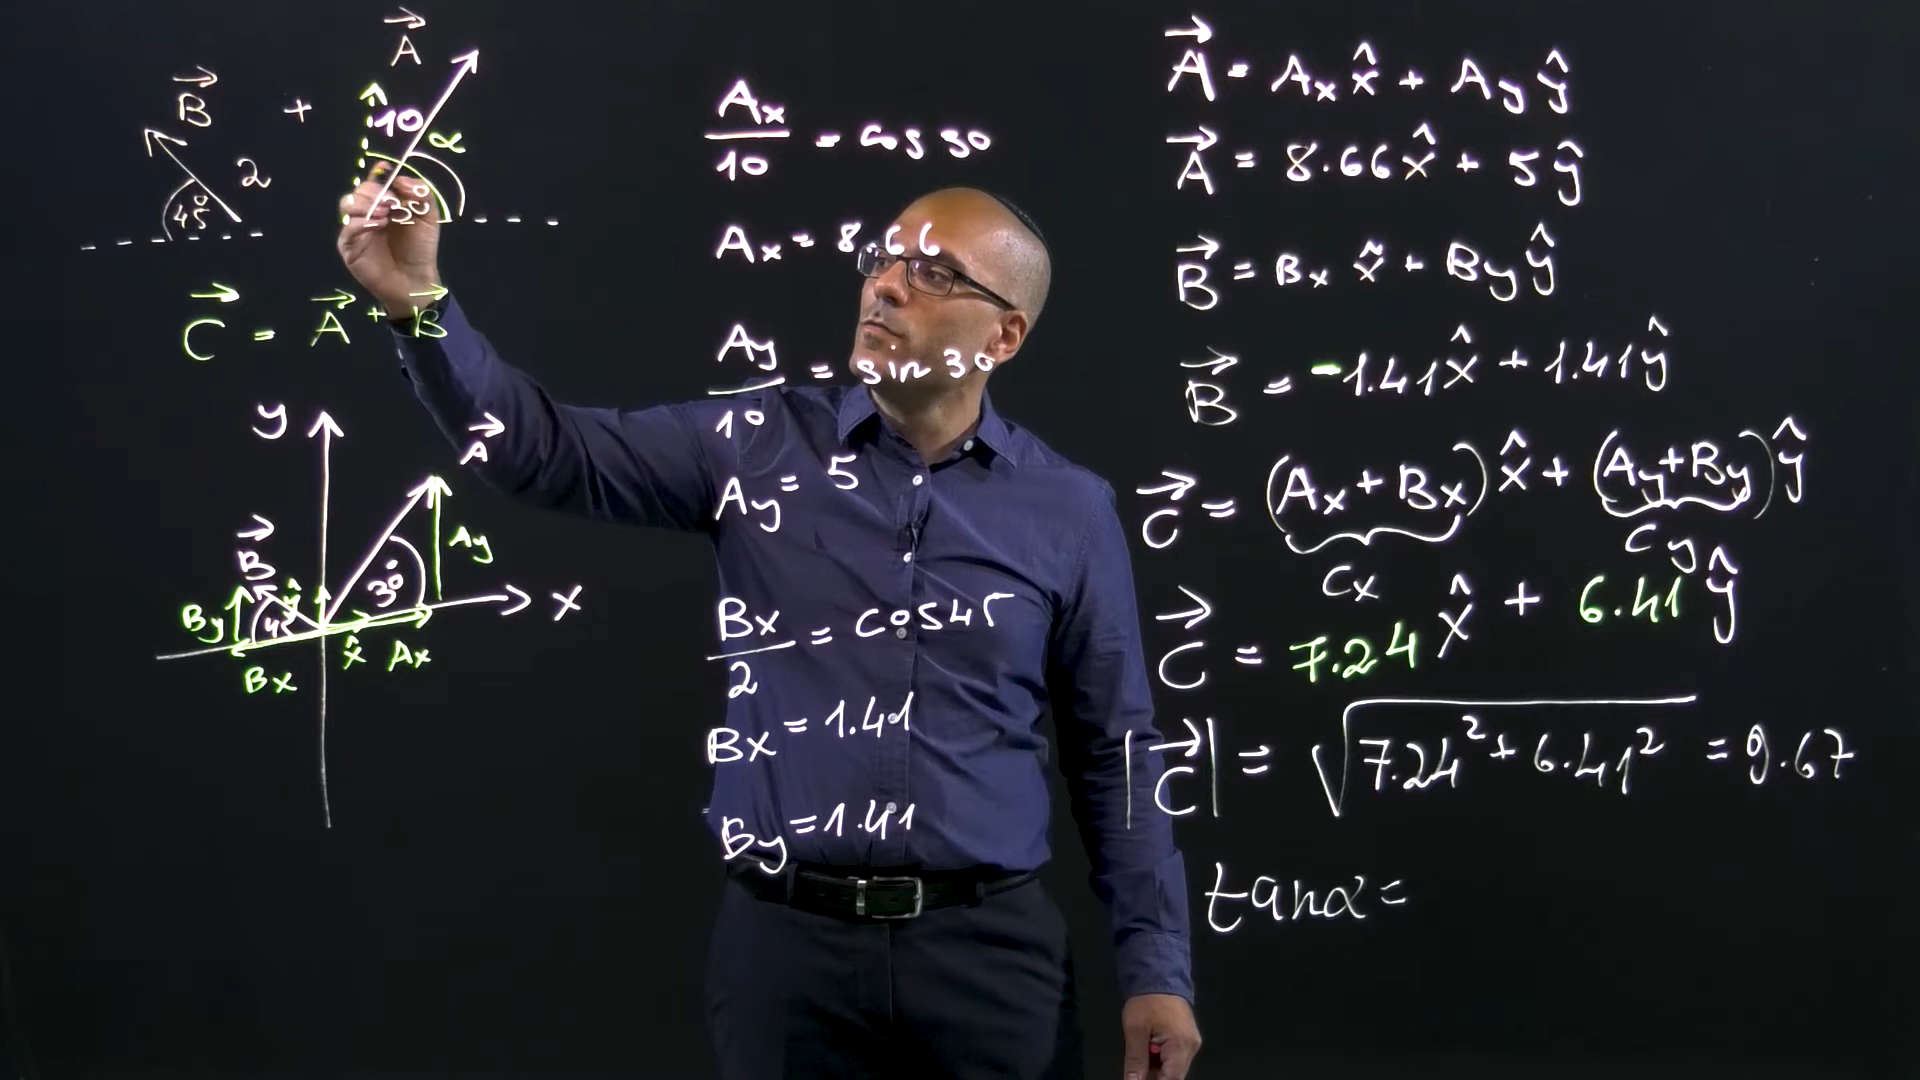 A⃗
B⃗ +
10
α
2
45°
30°
C⃗ = A⃗ + B⃗
y
A⃗
B⃗
Ay
30°
ŷ
By
45
x
x̂ Ax
Bx
Ax/10 = cos 30
Ax = 8.66
Ay/10 = sin 30
Ay = 5
Bx/2 = cos45
Bx = 1.41
By = 1.41
A⃗ = Ax x̂ + Ay ŷ
A⃗ = 8.66 x̂ + 5 ŷ
B⃗ = Bx x̂ + By ŷ
B⃗ = -1.41 x̂ + 1.41 ŷ
C⃗ = (Ax + Bx) x̂ + (Ay + By) ŷ
Cx Cy
C⃗ = 7.24 x̂ + 6.41 ŷ
|C⃗| = √7.24² + 6.41² = 9.67
tanα =